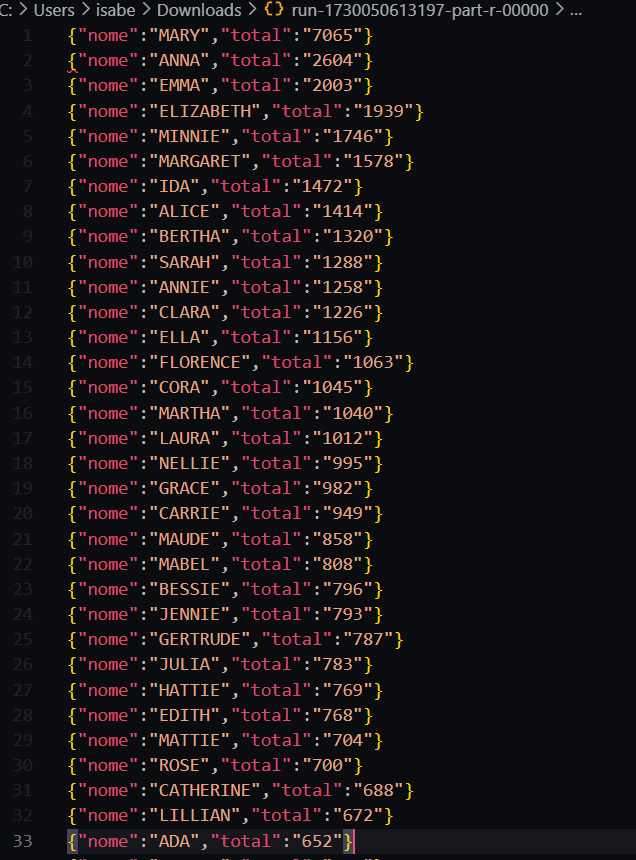 C: > Users > isabe > Downloads > {} run-1730050613197-part-r-00000 > ...
1 {"nome":"MARY","total":"7065"}
2 {"nome":"ANNA","total":"2604"}
3 {"nome":"EMMA","total":"2003"}
4 {"nome":"ELIZABETH","total":"1939"}
5 {"nome":"MINNIE","total":"1746"}
6 {"nome":"MARGARET","total":"1578"}
7 {"nome":"IDA","total":"1472"}
8 {"nome":"ALICE","total":"1414"}
9 {"nome":"BERTHA","total":"1320"}
10 {"nome":"SARAH","total":"1288"}
11 {"nome":"ANNIE","total":"1258"}
12 {"nome":"CLARA","total":"1226"}
13 {"nome":"ELLA","total":"1156"}
14 {"nome":"FLORENCE","total":"1063"}
15 {"nome":"CORA","total":"1045"}
16 {"nome":"MARTHA","total":"1040"}
17 {"nome":"LAURA","total":"1012"}
18 {"nome":"NELLIE","total":"995"}
19 {"nome":"GRACE","total":"982"}
20 {"nome":"CARRIE","total":"949"}
21 {"nome":"MAUDE","total":"858"}
22 {"nome":"MABEL","total":"808"}
23 {"nome":"BESSIE","total":"796"}
24 {"nome":"JENNIE","total":"793"}
25 {"nome":"GERTRUDE","total":"787"}
26 {"nome":"JULIA","total":"783"}
27 {"nome":"HATTIE","total":"769"}
28 {"nome":"EDITH","total":"768"}
29 {"nome":"MATTIE","total":"704"}
30 {"nome":"ROSE","total":"700"}
31 {"nome":"CATHERINE","total":"688"}
32 {"nome":"LILLIAN","total":"672"}
33 {"nome":"ADA","total":"652"}